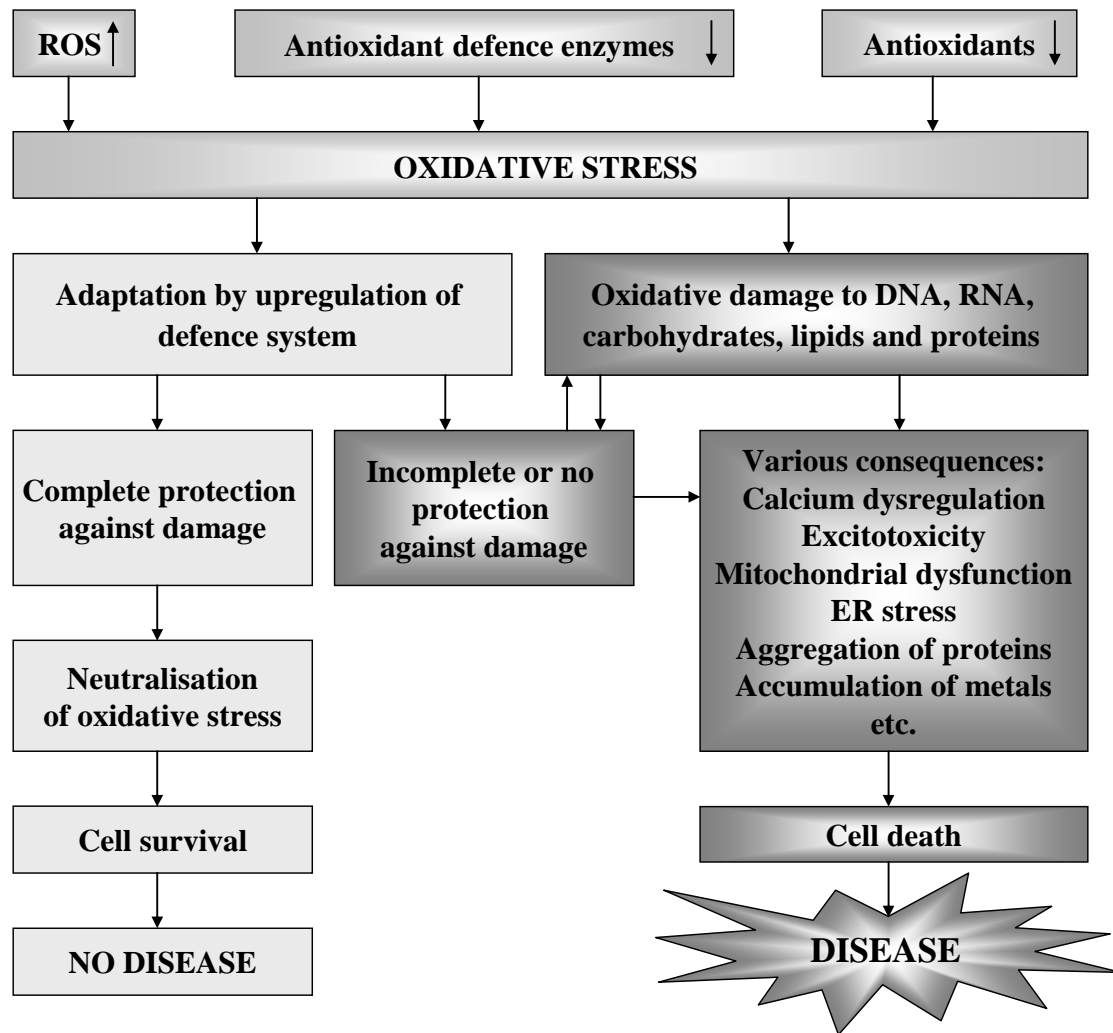 ROS
Antioxidant defence enzymes
Antioxidants
OXIDATIVE STRESS
Adaptation by upregulation of
defence system
Oxidative damage to DNA, RNA,
carbohydrates, lipids and proteins
Complete protection
against damage
Incomplete or no
protection
against damage
Various consequences:
Calcium dysregulation
Excitotoxicity
Mitochondrial dysfunction
ER stress
Aggregation of proteins
Accumulation of metals
etc.
Neutralisation
of oxidative stress
Cell survival
Cell death
NO DISEASE
DISEASE